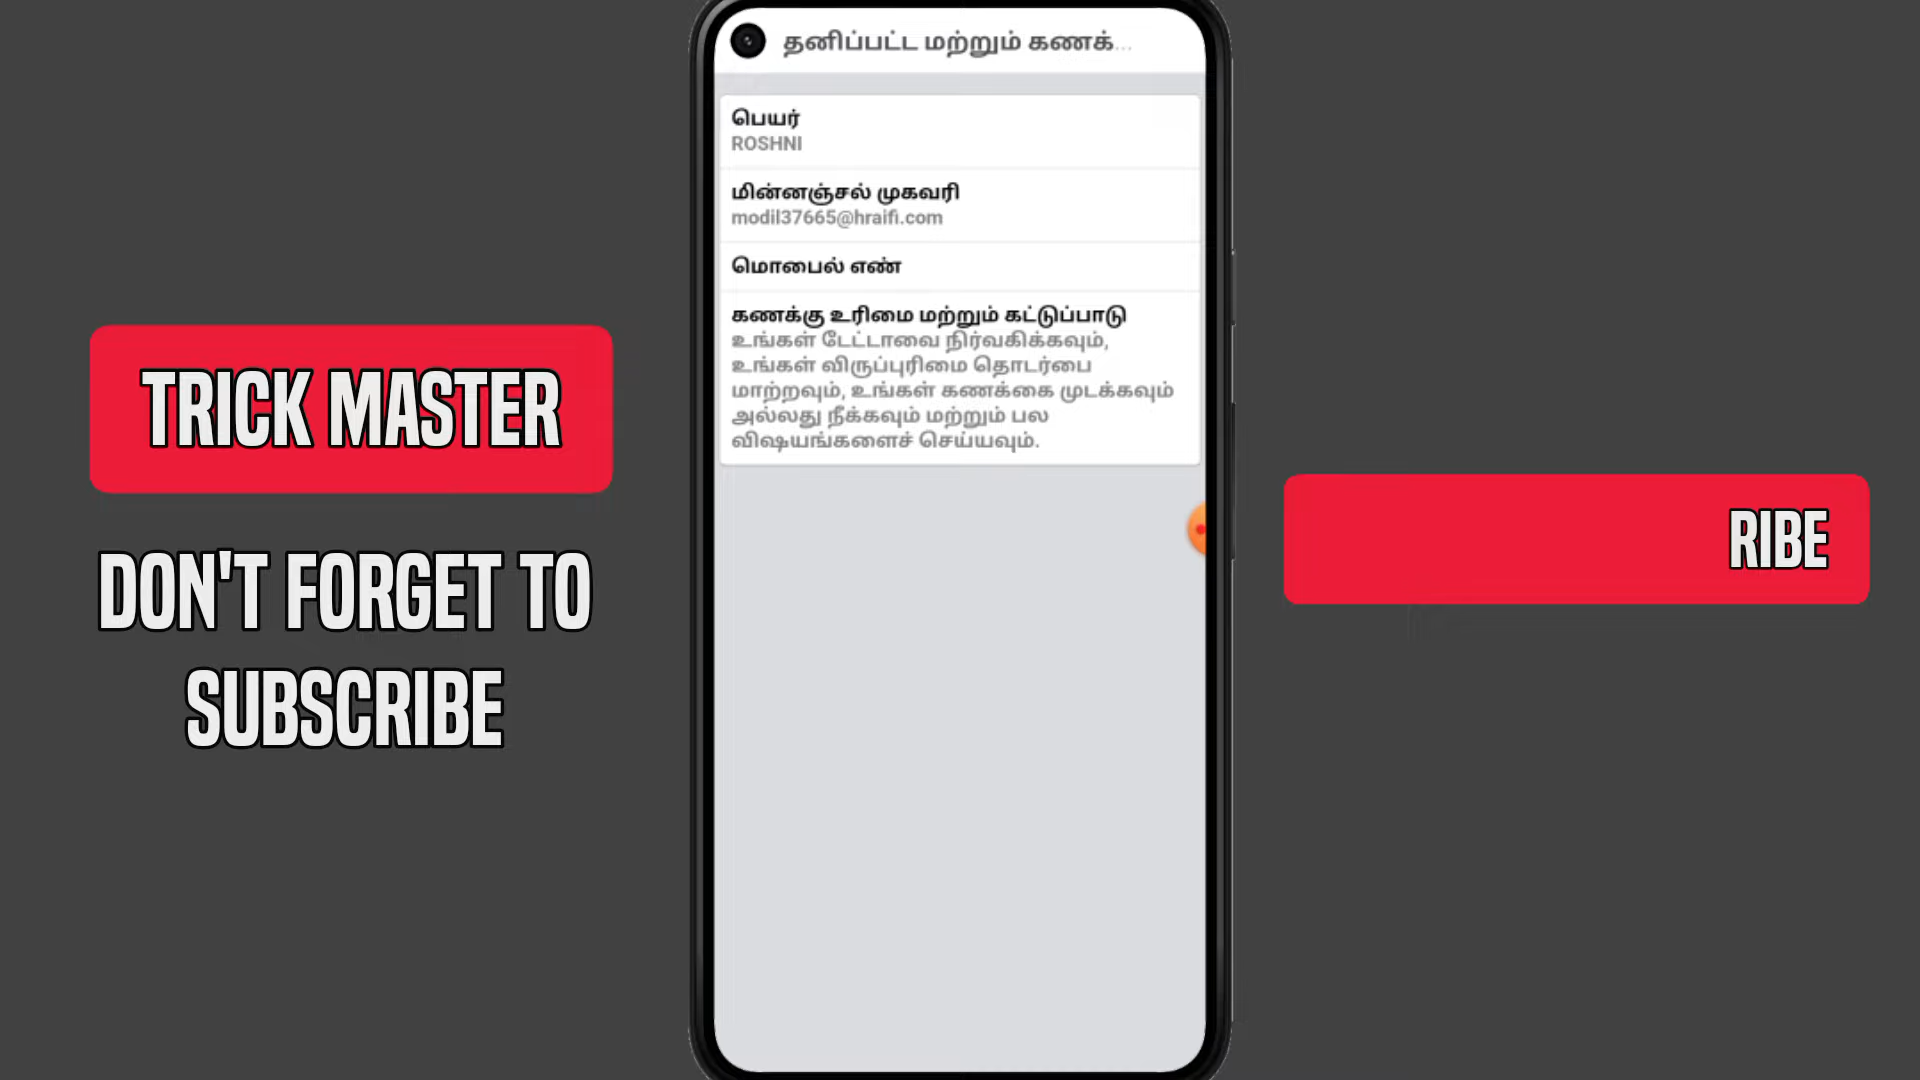 TRICK MASTER
DON'T FORGET TO
SUBSCRIBE
தனிப்பட்ட மற்றும் கணக்...
பெயர்
ROSHNI
மின்னஞ்சல் முகவரி
modil37665@hraifi.com
மொபைல் எண்
கணக்கு உரிமை மற்றும் கட்டுப்பாடு
உங்கள் டேட்டாவை நிர்வகிக்கவும்,
உங்கள் விருப்புரிமை தொடர்பை
மாற்றவும், உங்கள் கணக்கை முடக்கவும்
அல்லது நீக்கவும் மற்றும் பல
விஷயங்களைச் செய்யவும்.
RIBE